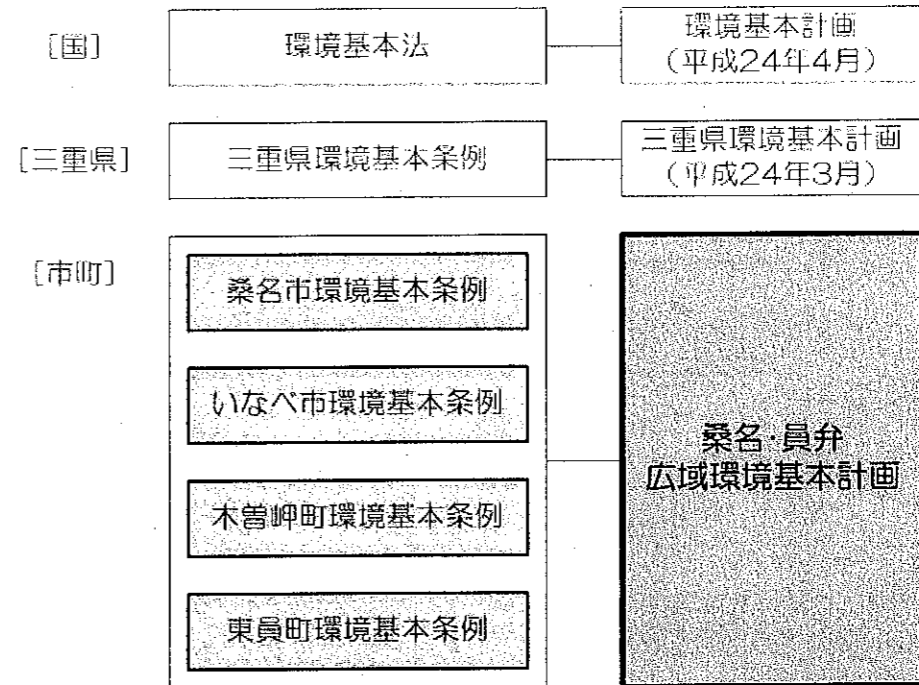 [国]
環境基本法
環境基本計画
（平成24年4月）
[三重県]
三重県環境基本条例
三重県環境基本計画
（平成24年3月）
[市町]
桑名市環境基本条例
いなべ市環境基本条例
木曽岬町環境基本条例
東員町環境基本条例
桑名・員弁
広域環境基本計画